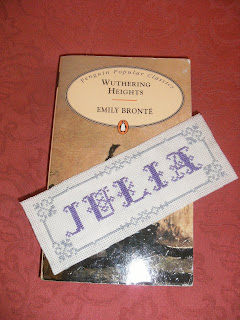 Penguin Popular Classics
WUTHERING HEIGHTS
EMILY BRONTË
JULIA